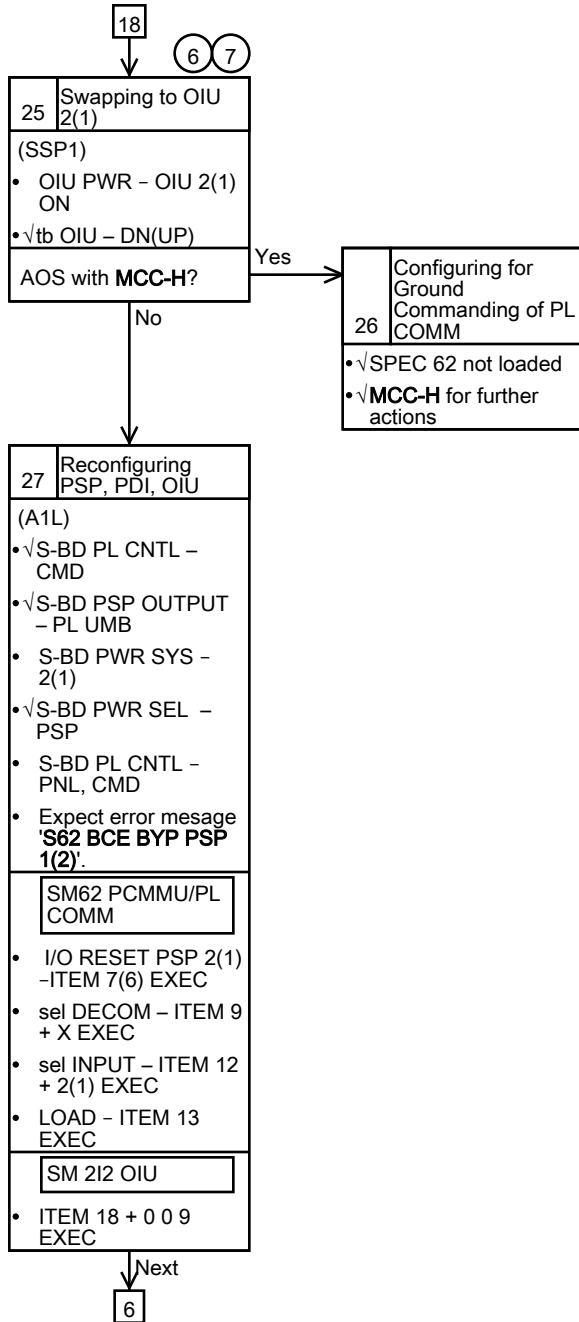 18
6 7
25
Swapping to OIU
2(1)
(SSP1)
• OIU PWR – OIU 2(1)
ON
• √tb OIU – DN(UP)
AOS with MCC-H?
Yes
No
26
Configuring for
Ground
Commanding of PL
COMM
• √SPEC 62 not loaded
• √MCC-H for further
actions
27
Reconfiguring
PSP, PDI, OIU
(A1L)
• √S-BD PL CNTL –
CMD
• √S-BD PSP OUTPUT
– PL UMB
• S-BD PWR SYS –
2(1)
• √S-BD PWR SEL –
PSP
• S-BD PL CNTL –
PNL, CMD
• Expect error mesage
'S62 BCE BYP PSP
1(2)'.
SM62 PCMMU/PL
COMM
• I/O RESET PSP 2(1)
–ITEM 7(6) EXEC
• sel DECOM – ITEM 9
+ X EXEC
• sel INPUT – ITEM 12
+ 2(1) EXEC
• LOAD – ITEM 13
EXEC
SM 2I2 OIU
• ITEM 18 + 0 0 9
EXEC
Next
6